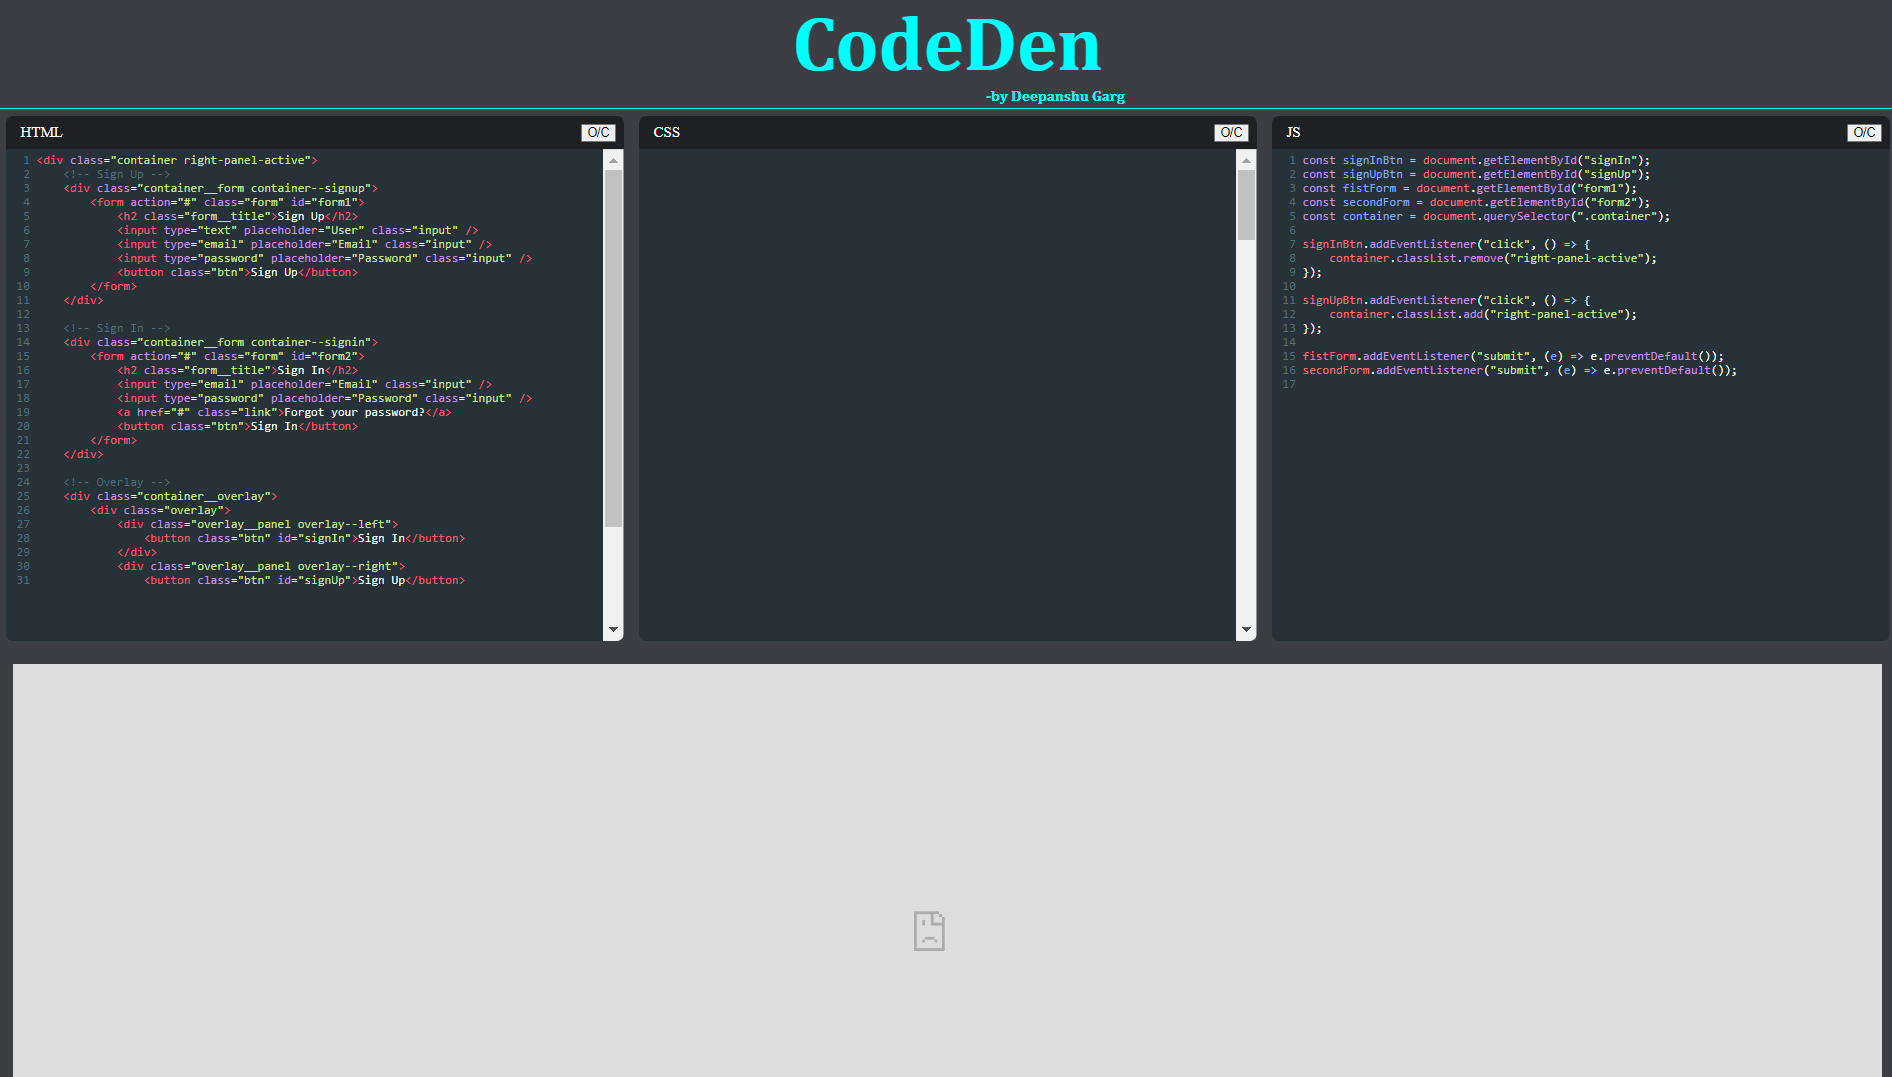 CodeDen
-by Deepanshu Garg
HTML
O/C
1 <div class="container right-panel-active">
2     <!-- Sign Up -->
3     <div class="container__form container--signup">
4         <form action="#" class="form" id="form1">
5             <h2 class="form__title">Sign Up</h2>
6             <input type="text" placeholder="User" class="input" />
7             <input type="email" placeholder="Email" class="input" />
8             <input type="password" placeholder="Password" class="input" />
9             <button class="btn">Sign Up</button>
10         </form>
11     </div>
12
13     <!-- Sign In -->
14     <div class="container__form container--signin">
15         <form action="#" class="form" id="form2">
16             <h2 class="form__title">Sign In</h2>
17             <input type="email" placeholder="Email" class="input" />
18             <input type="password" placeholder="Password" class="input" />
19             <a href="#" class="link">Forgot your password?</a>
20             <button class="btn">Sign In</button>
21         </form>
22     </div>
23
24     <!-- Overlay -->
25     <div class="container__overlay">
26         <div class="overlay">
27             <div class="overlay__panel overlay--left">
28                 <button class="btn" id="signIn">Sign In</button>
29             </div>
30             <div class="overlay__panel overlay--right">
31                 <button class="btn" id="signUp">Sign Up</button>
CSS
O/C
JS
O/C
1 const signInBtn = document.getElementById("signIn");
2 const signUpBtn = document.getElementById("signUp");
3 const fistForm = document.getElementById("form1");
4 const secondForm = document.getElementById("form2");
5 const container = document.querySelector(".container");
6
7 signInBtn.addEventListener("click", () => {
8     container.classList.remove("right-panel-active");
9 });
10
11 signUpBtn.addEventListener("click", () => {
12     container.classList.add("right-panel-active");
13 });
14
15 fistForm.addEventListener("submit", (e) => e.preventDefault());
16 secondForm.addEventListener("submit", (e) => e.preventDefault());
17